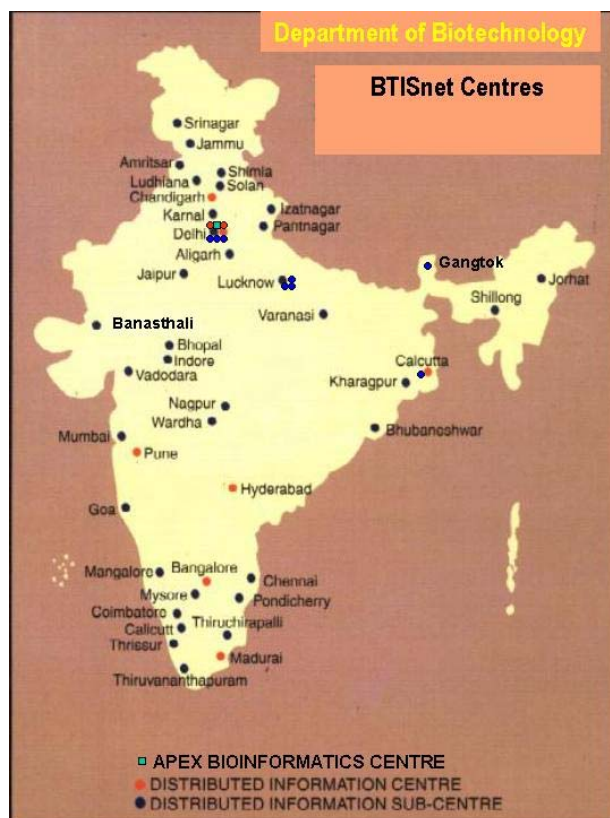 Department of Biotechnology
BTISnet Centres
Srinagar
Jammu
Amritsar
Shimla
Ludhiana
Solan
Chandigarh
Karnal
Izatnagar
Delhi
Pantnagar
Aligarh
Gangtok
Jaipur
Lucknow
Jorhat
Shillong
Banasthali
Varanasi
Bhopal
Indore
Calcutta
Vadodara
Kharagpur
Nagpur
Wardha
Bhubaneshwar
Mumbai
Pune
Hyderabad
Goa
Mangalore
Bangalore
Chennai
Mysore
Pondicherry
Coimbatore
Thiruchirapalli
Calicutt
Thrissur
Madurai
Thiruvananthapuram
APEX BIOINFORMATICS CENTRE
DISTRIBUTED INFORMATION CENTRE
DISTRIBUTED INFORMATION SUB-CENTRE